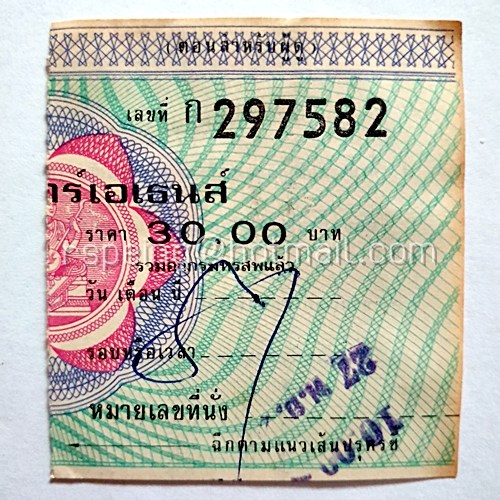 (ตอนสำหรับผู้ดู)
เลขที่ ก 297582
าร์เอเธนส์
ราคา 30.00 บาท
รวมอากรมหรสพแล้ว
วัน เดือน ปี
รอบหรือเวลา
27 พ.ย.
หมายเลขที่นั่ง
ฉีกตามแนวเส้นปรุหรือ